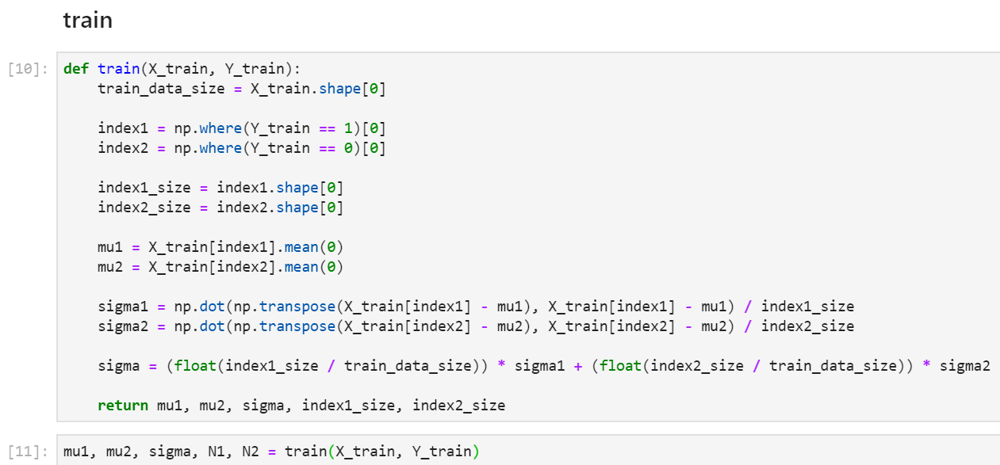 train
[10]:
def train(X_train, Y_train):
    train_data_size = X_train.shape[0]

    index1 = np.where(Y_train == 1)[0]
    index2 = np.where(Y_train == 0)[0]

    index1_size = index1.shape[0]
    index2_size = index2.shape[0]

    mu1 = X_train[index1].mean(0)
    mu2 = X_train[index2].mean(0)

    sigma1 = np.dot(np.transpose(X_train[index1] - mu1), X_train[index1] - mu1) / index1_size
    sigma2 = np.dot(np.transpose(X_train[index2] - mu2), X_train[index2] - mu2) / index2_size

    sigma = (float(index1_size / train_data_size)) * sigma1 + (float(index2_size / train_data_size)) * sigma2

    return mu1, mu2, sigma, index1_size, index2_size
[11]:
mu1, mu2, sigma, N1, N2 = train(X_train, Y_train)